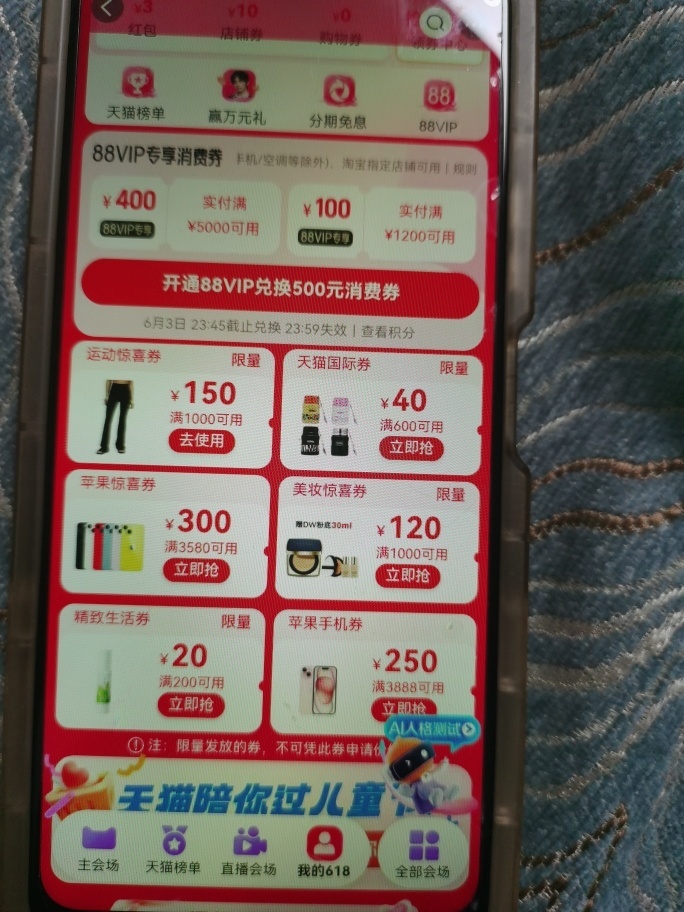 ¥3 ¥10 ¥0
红包 店铺券 购物券 领券中心
天猫榜单 赢万元礼 分期免息 88VIP
88
88VIP专享消费券 手机/空调等除外)，淘宝指定店铺可用 | 规则
¥400 实付满 ¥100 实付满
88VIP专享 ¥5000可用 88VIP专享 ¥1200可用
开通88VIP兑换500元消费券
6月3日 23:45截止兑换 23:59失效 | 查看积分
运动惊喜券 限量
¥150
满1000可用
去使用
天猫国际券 限量
¥40
满600可用
立即抢
苹果惊喜券
¥300
满3580可用
立即抢
美妆惊喜券 限量
赠DW粉底30ml
¥120
满1000可用
立即抢
精致生活券 限量
¥20
满200可用
立即抢
苹果手机券
¥250
满3888可用
立即抢
AI人格测试
注：限量发放的券，不可凭此券申请价
天猫陪你过儿童节
主会场 天猫榜单 直播会场 我的618 全部会场